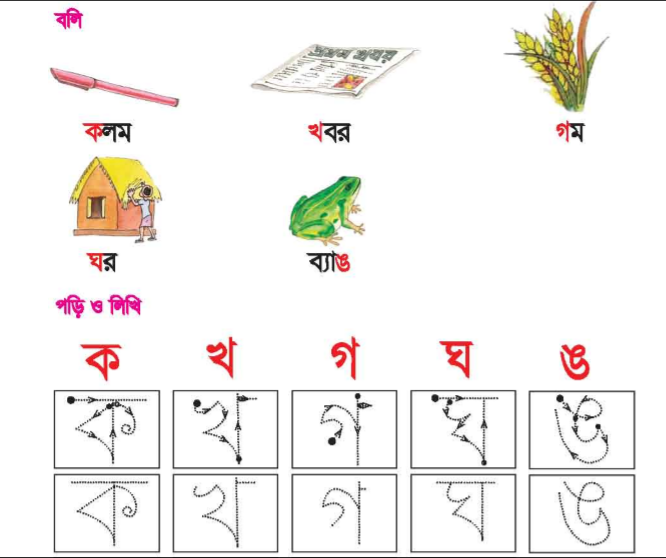 বলি
কলম খবর গম
ঘর ব্যাঙ
পড়ি ও লিখি
ক খ গ ঘ ঙ
ক খ গ ঘ ঙ
ক খ গ ঘ ঙ